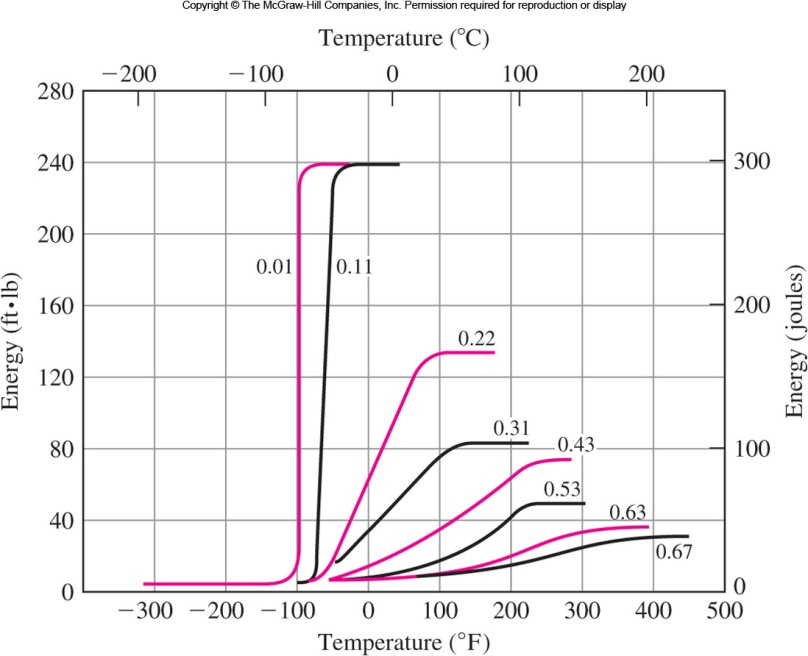 Copyright © The McGraw-Hill Companies, Inc. Permission required for reproduction or display
Temperature (°C)
−200 −100 0 100 200
280
240 300
200
0.01 0.11
160 200
Energy (ft•lb)
Energy (joules)
0.22
120
0.31
80 100
0.43
0.53
40
0.63
0.67
0 0
−300 −200 −100 0 100 200 300 400 500
Temperature (°F)